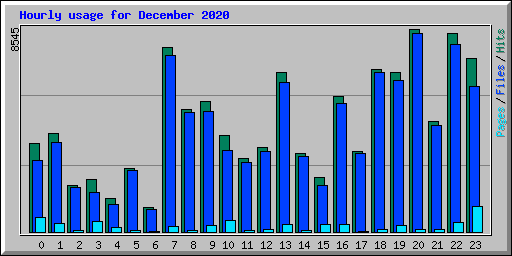 Hourly usage for December 2020
8545
Pages / Files / Hits
0 1 2 3 4 5 6 7 8 9 10 11 12 13 14 15 16 17 18 19 20 21 22 23